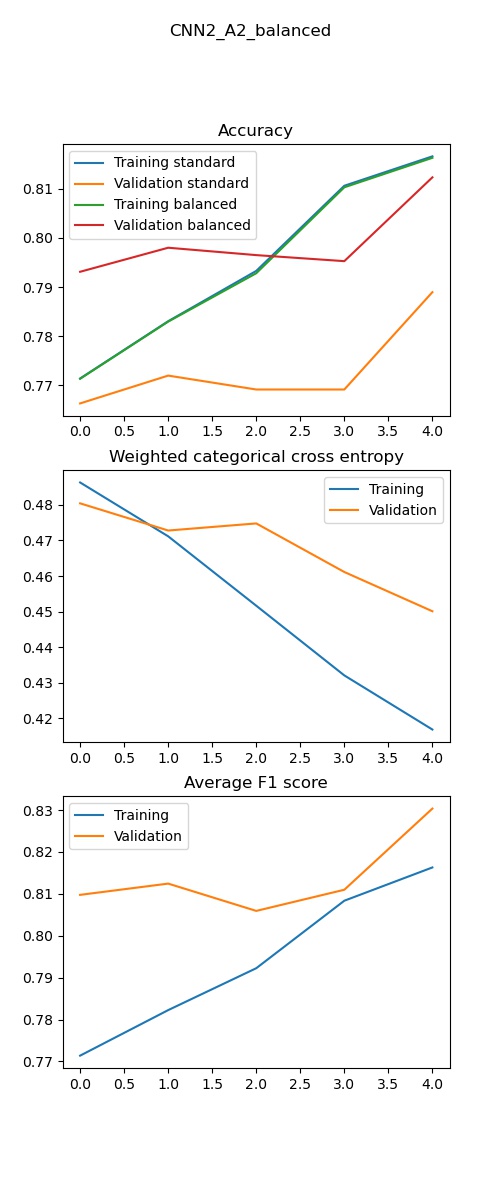 CNN2_A2_balanced
Accuracy
Training standard
Validation standard
Training balanced
Validation balanced
0.81
0.80
0.79
0.78
0.77
0.0 0.5 1.0 1.5 2.0 2.5 3.0 3.5 4.0
Weighted categorical cross entropy
Training
Validation
0.48
0.47
0.46
0.45
0.44
0.43
0.42
0.0 0.5 1.0 1.5 2.0 2.5 3.0 3.5 4.0
Average F1 score
Training
Validation
0.83
0.82
0.81
0.80
0.79
0.78
0.77
0.0 0.5 1.0 1.5 2.0 2.5 3.0 3.5 4.0